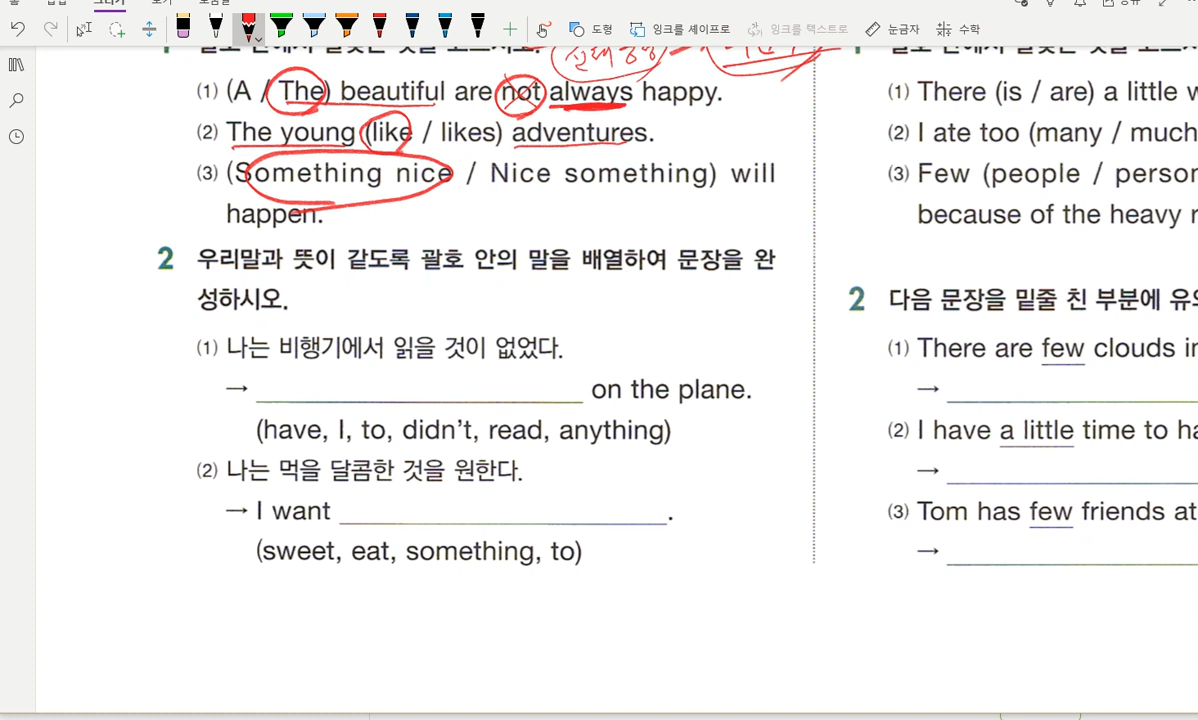 도형
잉크를 셰이프로
잉크를 텍스트로
눈금자
수학
(1) (A / The) beautiful are not always happy.
(2) The young (like / likes) adventures.
(3) (Something nice / Nice something) will
happen.
2 우리말과 뜻이 같도록 괄호 안의 말을 배열하여 문장을 완
성하시오.
(1) 나는 비행기에서 읽을 것이 없었다.
→ on the plane.
(have, I, to, didn't, read, anything)
(2) 나는 먹을 달콤한 것을 원한다.
→ I want .
(sweet, eat, something, to)
(1) There (is / are) a little
(2) I ate too (many / much
(3) Few (people / person
because of the heavy
2 다음 문장을 밑줄 친 부분에
(1) There are few clouds in
→
(2) I have a little time to
→
(3) Tom has few friends at
→